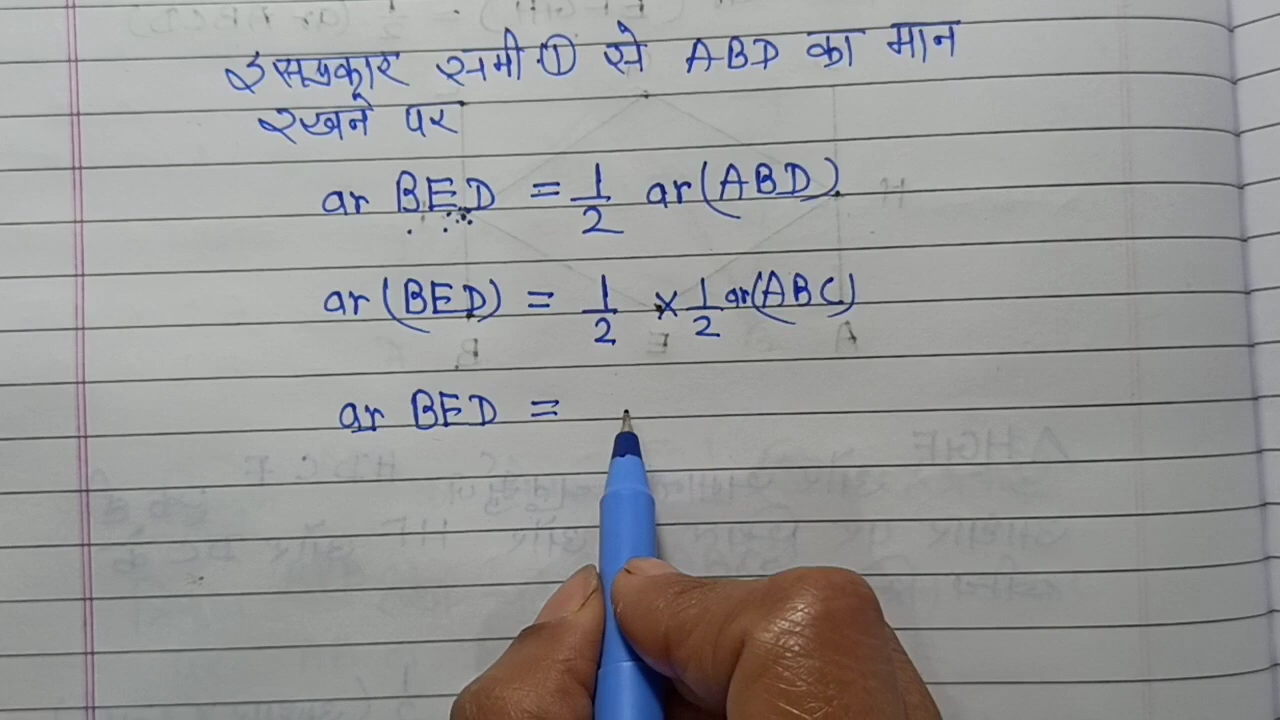 इसप्रकार समी ① से ABD का मान
रखने पर
ar BED = 1/2 ar(ABD)
ar(BED) = 1/2 × 1/2 ar(ABC)
ar BED =